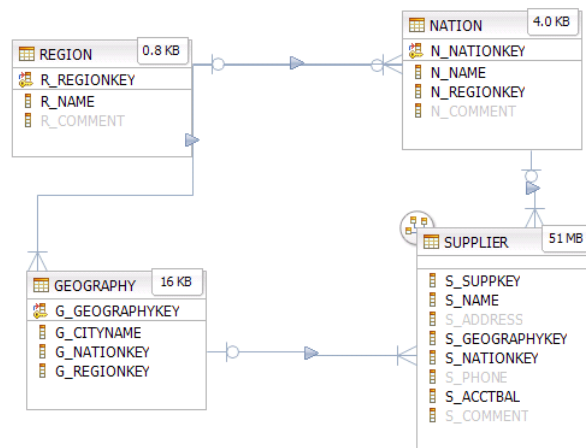 REGION
0.8 KB
R_REGIONKEY
R_NAME
R_COMMENT
NATION
4.0 KB
N_NATIONKEY
N_NAME
N_REGIONKEY
N_COMMENT
GEOGRAPHY
16 KB
G_GEOGRAPHYKEY
G_CITYNAME
G_NATIONKEY
G_REGIONKEY
SUPPLIER
51 MB
S_SUPPKEY
S_NAME
S_ADDRESS
S_GEOGRAPHYKEY
S_NATIONKEY
S_PHONE
S_ACCTBAL
S_COMMENT